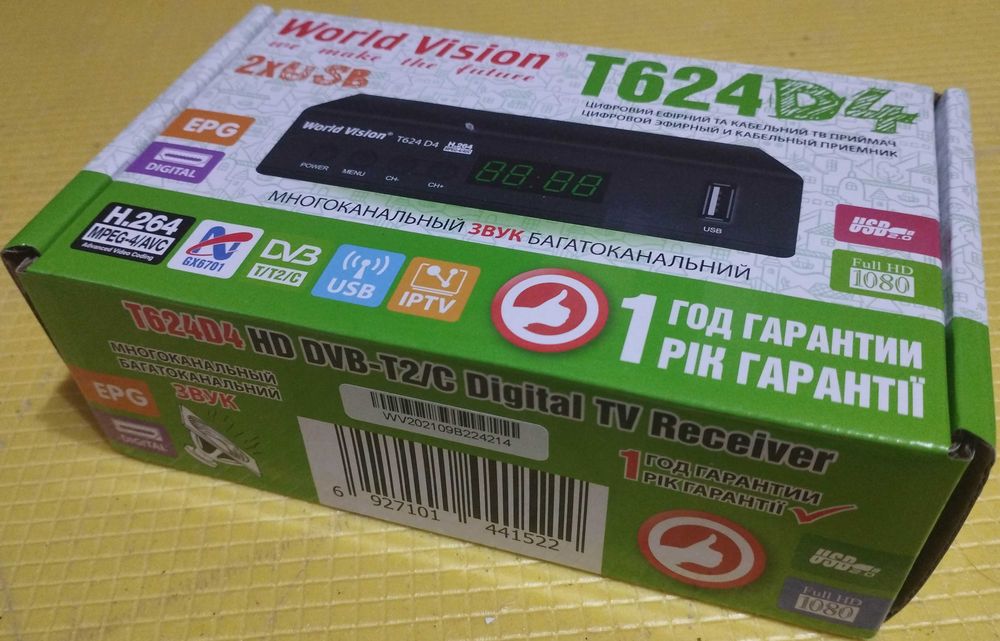 World Vision®
we make the future
2xUSB
T624D4
ЦИФРОВИЙ ЕФІРНИЙ ТА КАБЕЛЬНИЙ ТВ ПРИЙМАЧ
ЦИФРОВОЙ ЭФИРНЫЙ И КАБЕЛЬНЫЙ ПРИЕМНИК
EPG
DIGITAL
World Vision® T624 D4
H.264
POWER MENU CH- CH+
88:88
USB
МНОГОКАНАЛЬНЫЙ ЗВУК БАГАТОКАНАЛЬНИЙ
USB 2.0
Full HD
1080
H.264
MPEG-4/AVC
Advanced Video Coding
GX6701
DVB
T/T2/C
USB
IPTV
1 ГОД ГАРАНТИИ
РІК ГАРАНТІЇ
T624D4 HD DVB-T2/C Digital TV Receiver
МНОГОКАНАЛЬНЫЙ
БАГАТОКАНАЛЬНИЙ
ЗВУК
EPG
DIGITAL
WV202109B224214
6 927101 441522
1 ГОД ГАРАНТИИ
РІК ГАРАНТІЇ
USB 2.0
Full HD
1080